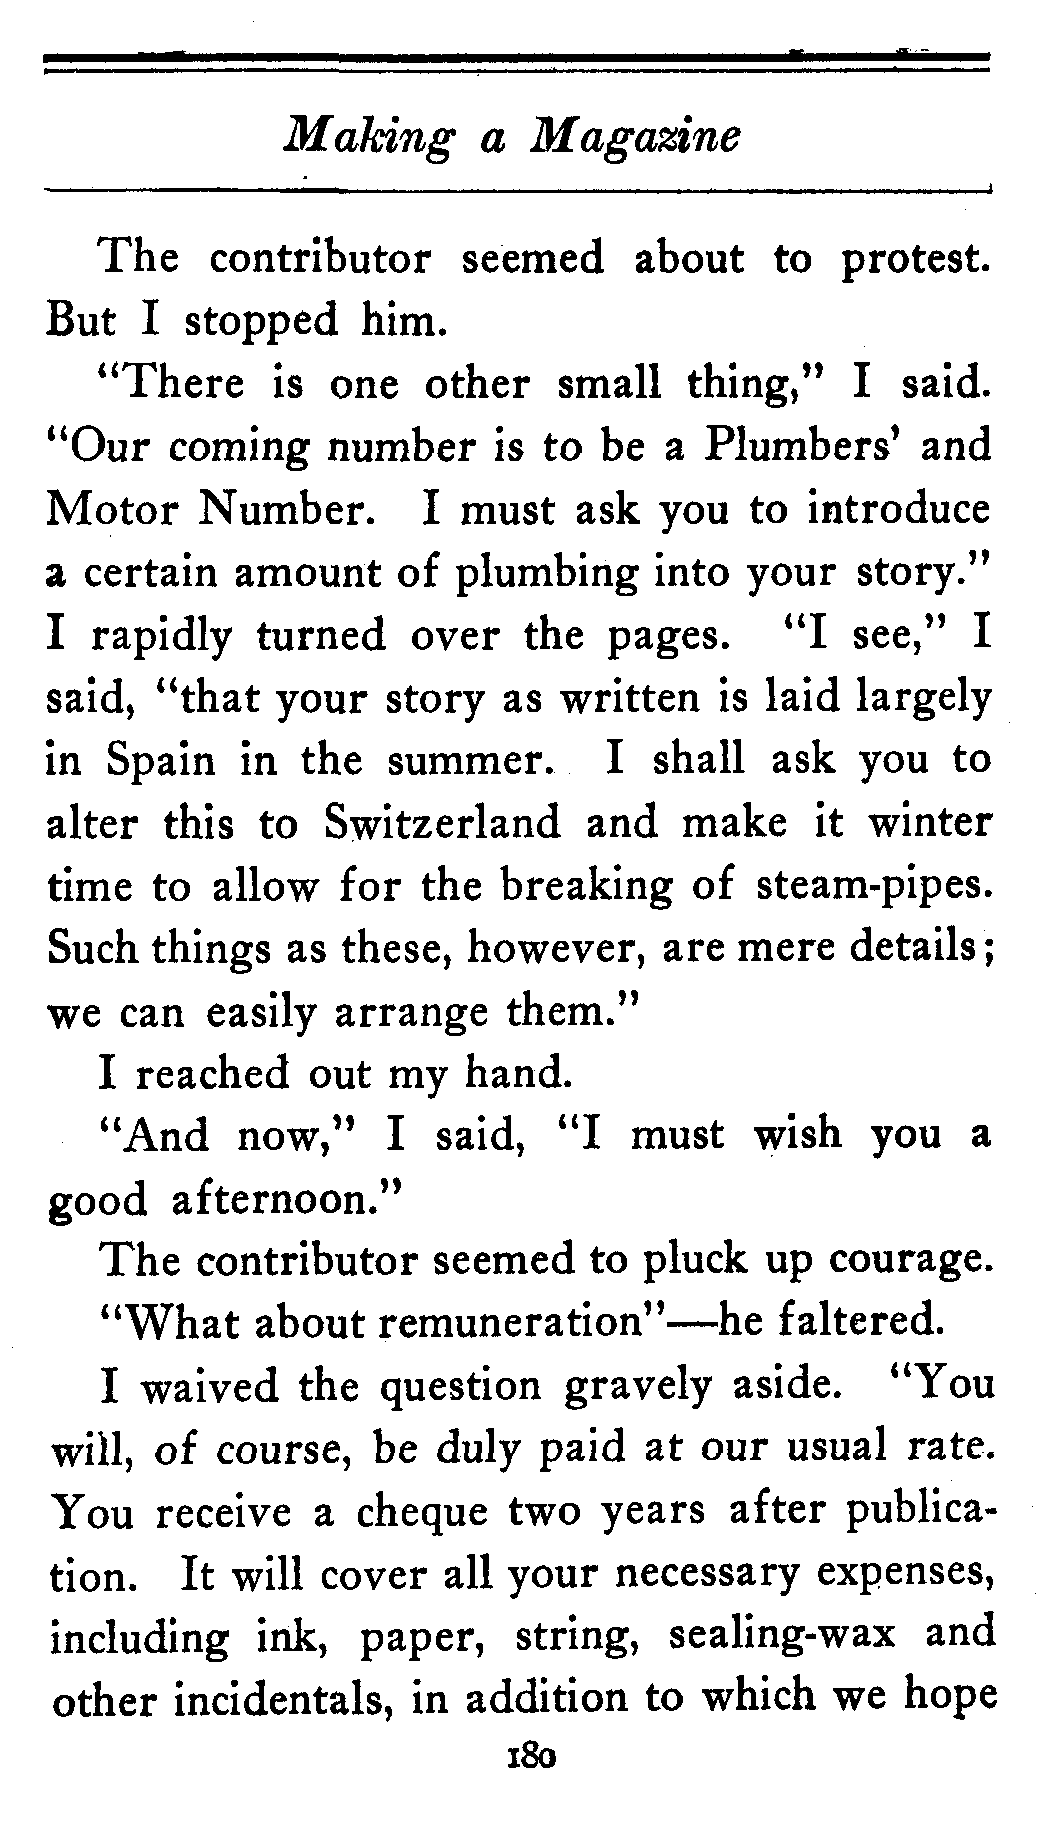 Making a Magazine
The contributor seemed about to protest.
But I stopped him.
“There is one other small thing,” I said.
“Our coming number is to be a Plumbers’ and
Motor Number. I must ask you to introduce
a certain amount of plumbing into your story.”
I rapidly turned over the pages. “I see,” I
said, “that your story as written is laid largely
in Spain in the summer. I shall ask you to
alter this to Switzerland and make it winter
time to allow for the breaking of steam-pipes.
Such things as these, however, are mere details;
we can easily arrange them.”
I reached out my hand.
“And now,” I said, “I must wish you a
good afternoon.”
The contributor seemed to pluck up courage.
“What about remuneration”—he faltered.
I waived the question gravely aside. “You
will, of course, be duly paid at our usual rate.
You receive a cheque two years after publica-
tion. It will cover all your necessary expenses,
including ink, paper, string, sealing-wax and
other incidentals, in addition to which we hope
180